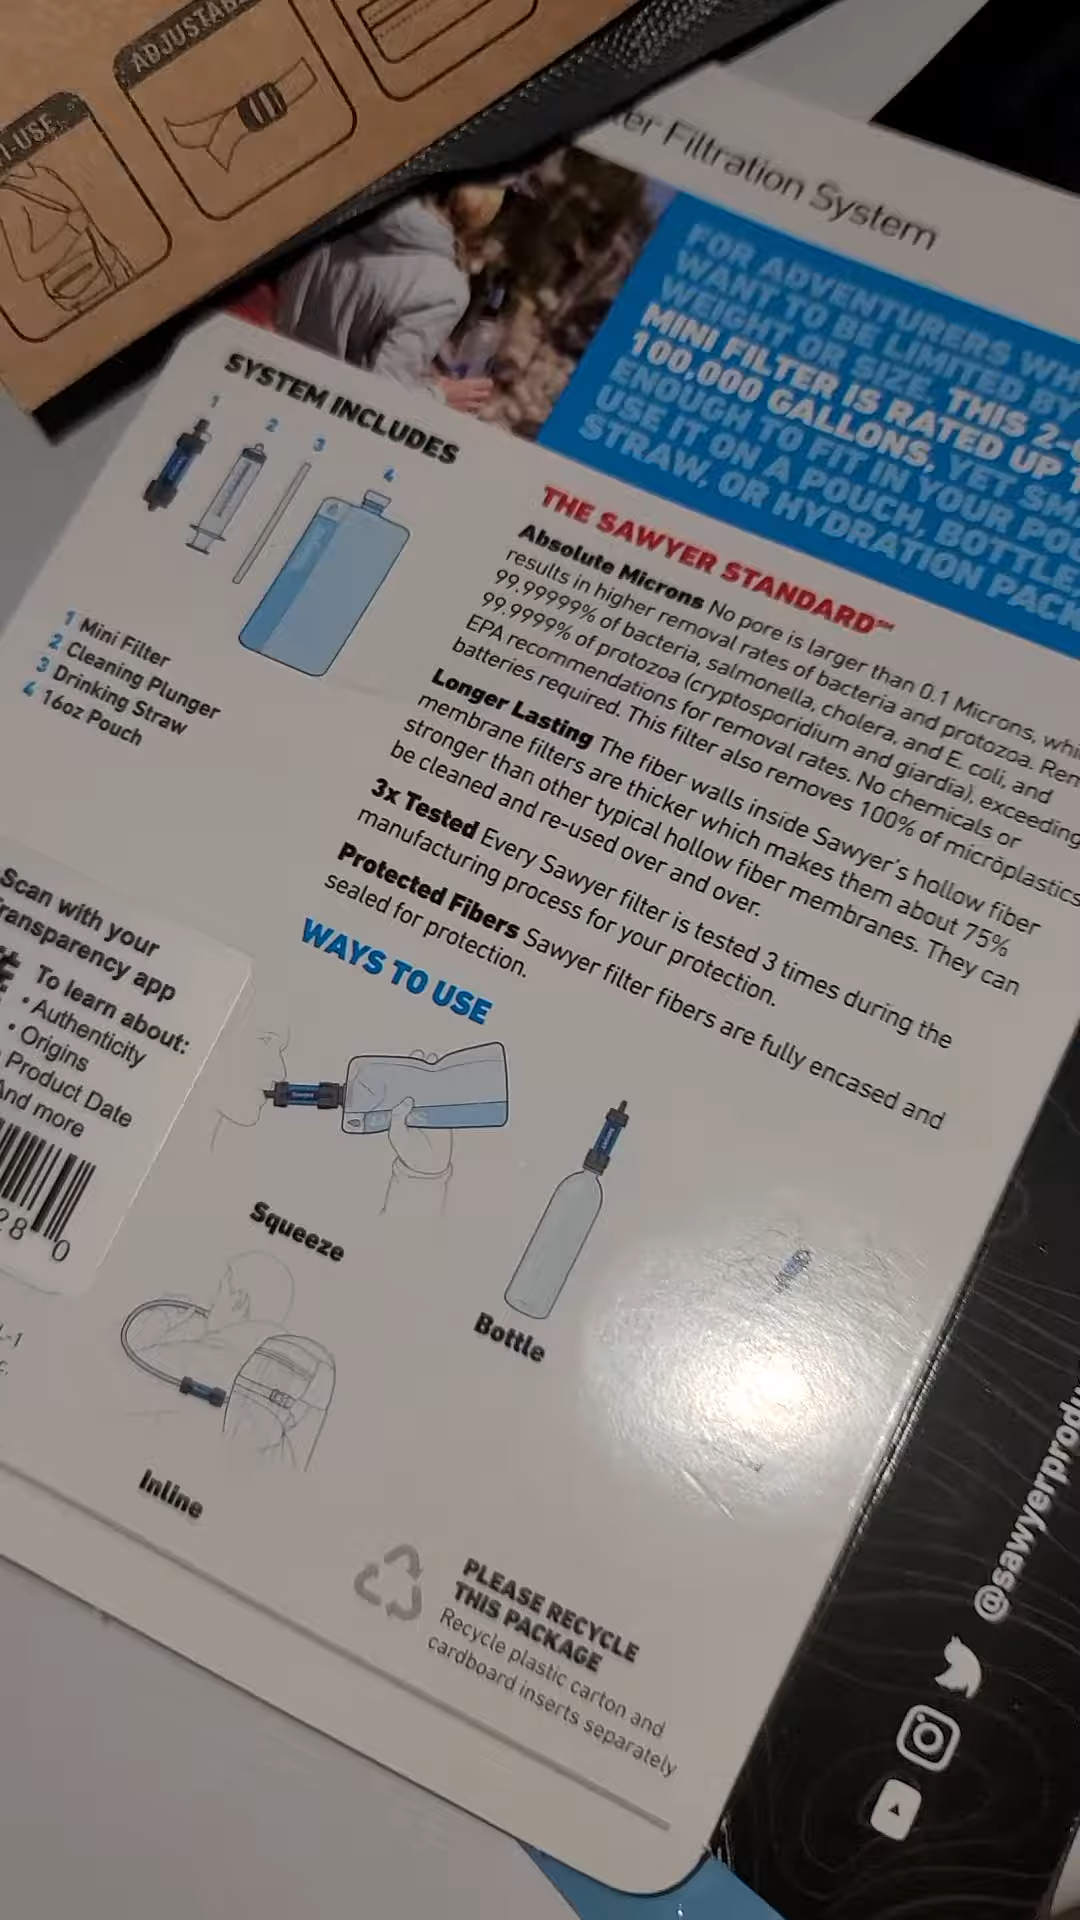 ADJUSTAB
I-USE
ter Filtration System
FOR ADVENTURERS WH
WANT TO BE LIMITED BY
WEIGHT OR SIZE. THIS 2-
MINI FILTER IS RATED UP T
100,000 GALLONS, YET SM
ENOUGH TO FIT IN YOUR PO
USE IT ON A POUCH, BOTTLE,
STRAW, OR HYDRATION PACK
SYSTEM INCLUDES
1
2
3
4
1 Mini Filter
2 Cleaning Plunger
3 Drinking Straw
4 16oz Pouch
THE SAWYER STANDARD℠
Absolute Microns No pore is larger than 0.1 Microns, whi
results in higher removal rates of bacteria and protozoa. Rem
99.99999% of bacteria, salmonella, cholera, and E. coli, and
99.9999% of protozoa (cryptosporidium and giardia), exceeding
EPA recommendations for removal rates. No chemicals or
batteries required. This filter also removes 100% of microplastics
Longer Lasting The fiber walls inside Sawyer's hollow fiber
membrane filters are thicker which makes them about 75%
stronger than other typical hollow fiber membranes. They can
be cleaned and re-used over and over.
3x Tested Every Sawyer filter is tested 3 times during the
manufacturing process for your protection.
Protected Fibers Sawyer filter fibers are fully encased and
sealed for protection.
Scan with your
Transparency app
To learn about:
• Authenticity
• Origins
Product Date
And more
28 0
L-1
c.
WAYS TO USE
Squeeze
Bottle
Inline
PLEASE RECYCLE
THIS PACKAGE
Recycle plastic carton and
cardboard inserts separately
@sawyerprodu